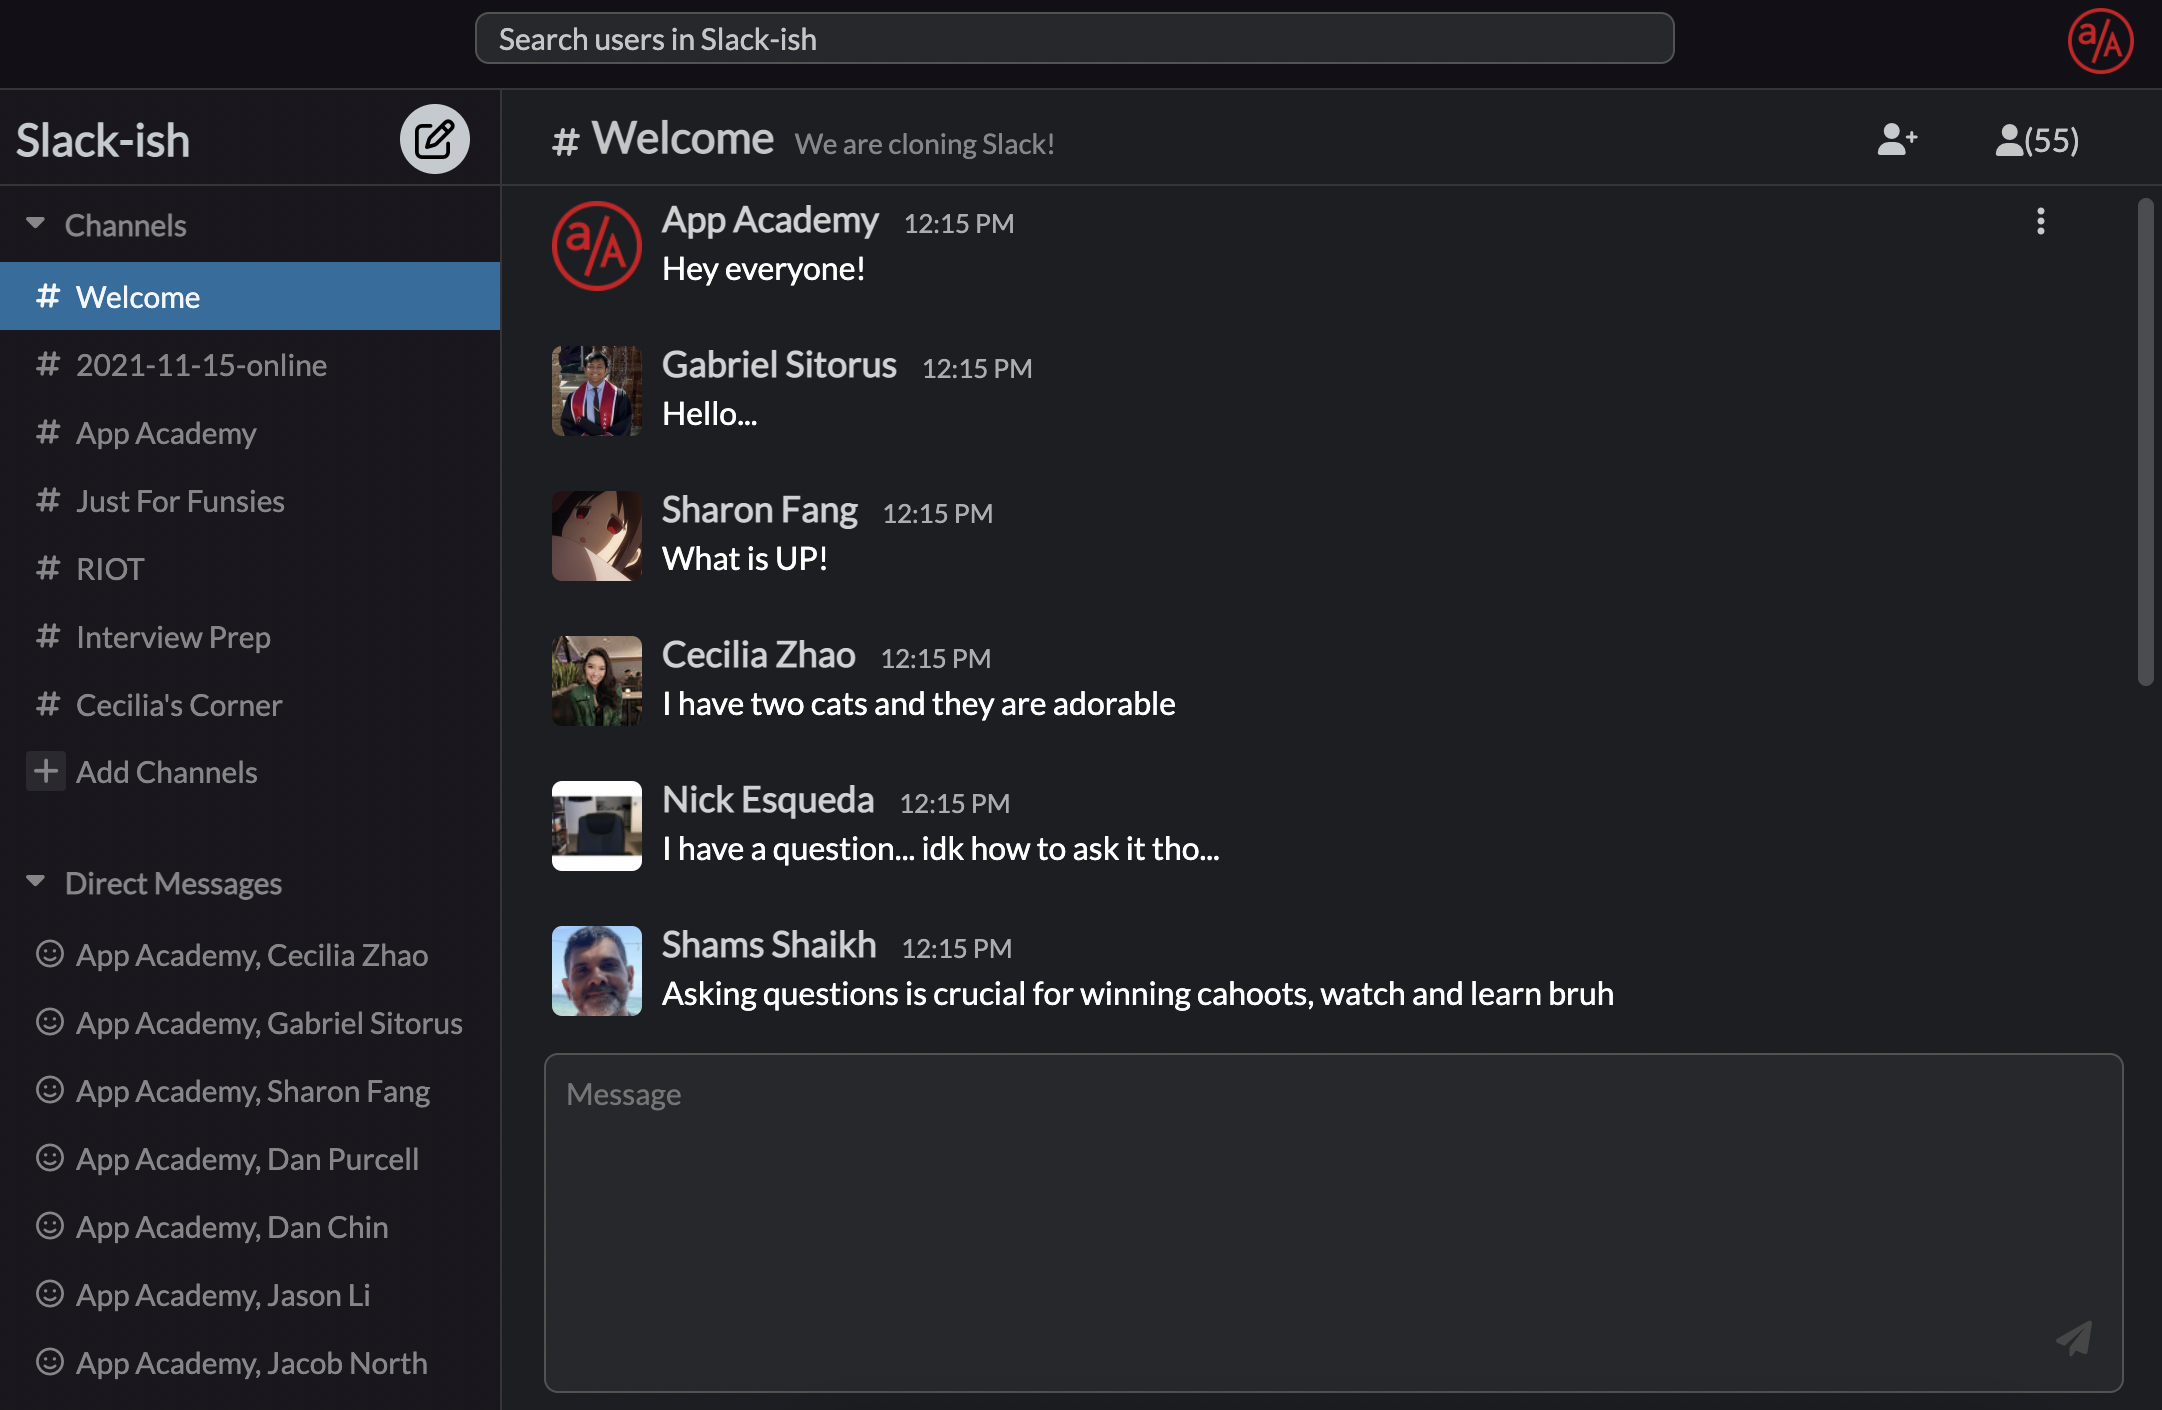 Search users in Slack-ish
a/A
Slack-ish
Channels
# Welcome
# 2021-11-15-online
# App Academy
# Just For Funsies
# RIOT
# Interview Prep
# Cecilia's Corner
+ Add Channels
Direct Messages
App Academy, Cecilia Zhao
App Academy, Gabriel Sitorus
App Academy, Sharon Fang
App Academy, Dan Purcell
App Academy, Dan Chin
App Academy, Jason Li
App Academy, Jacob North
# Welcome We are cloning Slack!
(55)
a/A
App Academy 12:15 PM
Hey everyone!
Gabriel Sitorus 12:15 PM
Hello...
Sharon Fang 12:15 PM
What is UP!
Cecilia Zhao 12:15 PM
I have two cats and they are adorable
Nick Esqueda 12:15 PM
I have a question... idk how to ask it tho...
Shams Shaikh 12:15 PM
Asking questions is crucial for winning cahoots, watch and learn bruh
Message